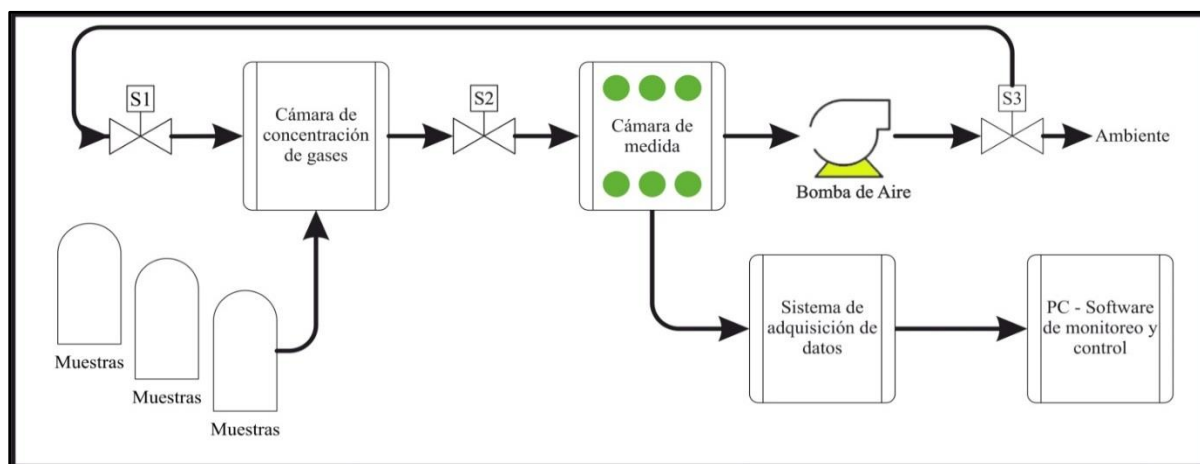 S1
Cámara de
concentración
de gases
S2
Cámara de
medida
Bomba de Aire
S3
Ambiente
Muestras
Muestras
Muestras
Sistema de
adquisición de
datos
PC - Software
de monitoreo y
control